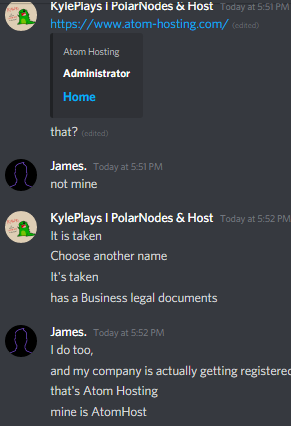 KylePlays | PolarNodes & Host Today at 5:51 PM
https://www.atom-hosting.com/ (edited)
Atom Hosting
Administrator
Home
that? (edited)
James. Today at 5:51 PM
not mine
KylePlays | PolarNodes & Host Today at 5:52 PM
It is taken
Choose another name
It's taken
has a Business legal documents
James. Today at 5:52 PM
I do too,
and my company is actually getting registered
that's Atom Hosting
mine is AtomHost